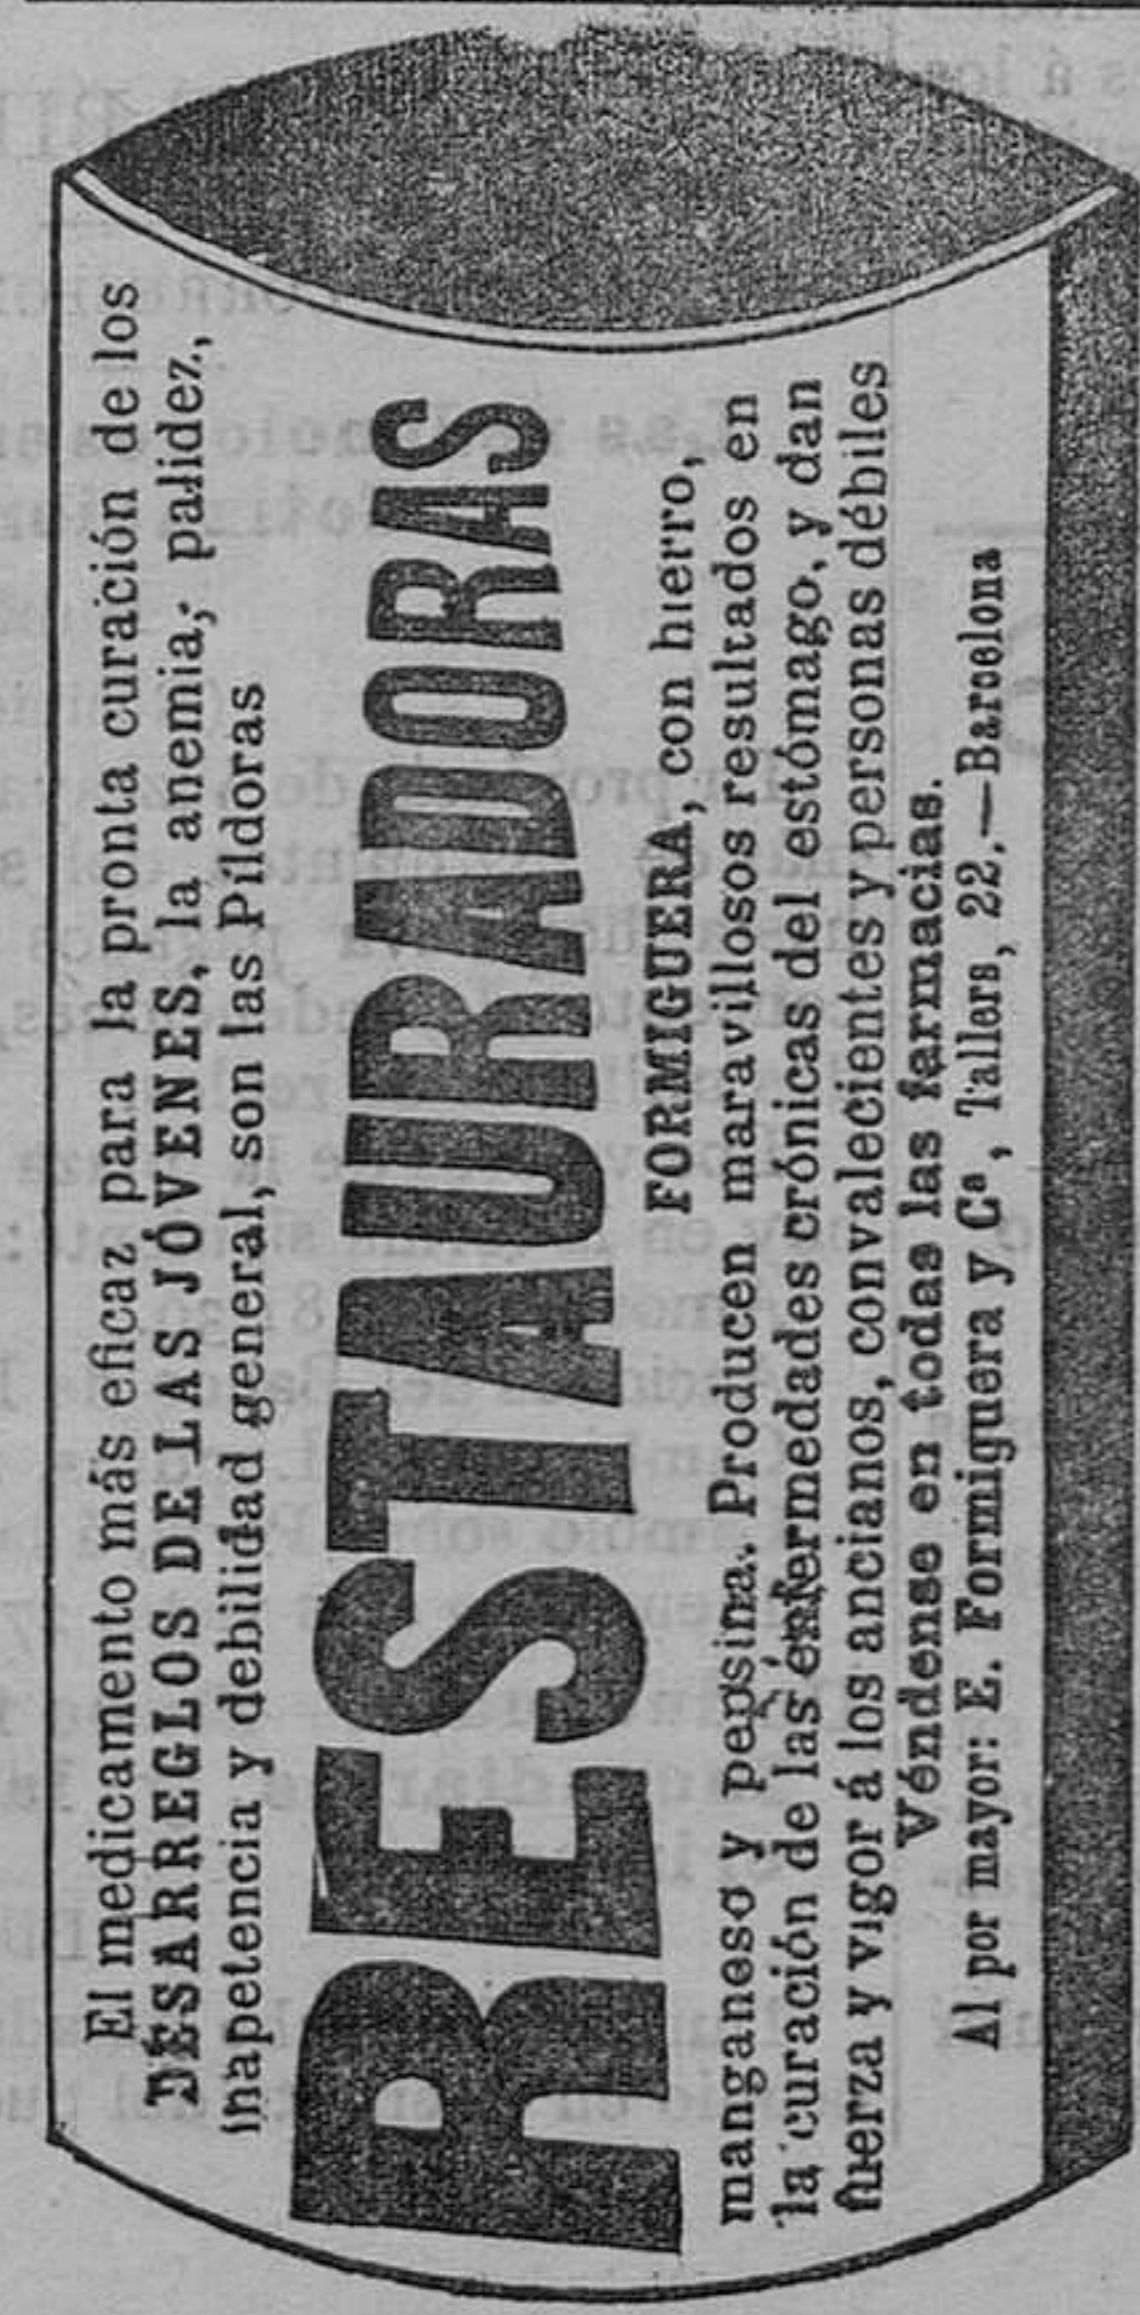 El medicamento más eficaz para la pronta curación de los
DESARREGLOS DE LAS JÓVENES, la anemia, palidez,
inapetencia y debilidad general, son las Píldoras
RESTAURADORAS
FORMIGUERA, con hierro,
manganeso y pepsina. Producen maravillosos resultados en
la curación de las enfermedades crónicas del estómago, y dan
fuerza y vigor á los ancianos, convalecientes y personas débiles
Véndense en todas las farmacias.
Al por mayor: E. Formiguera y Cª, Tallers, 22,—Barcelona